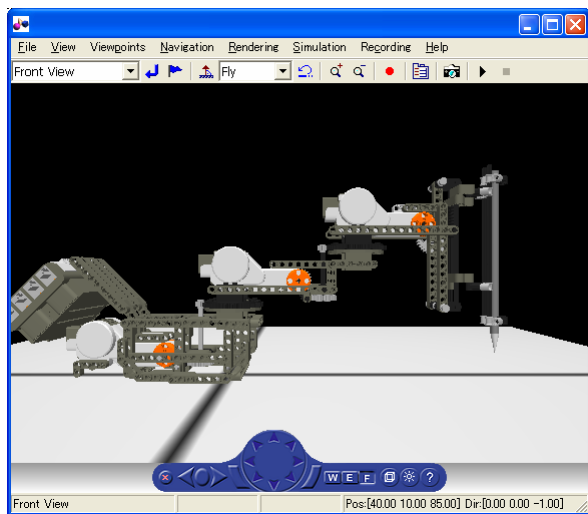 File View Viewpoints Navigation Rendering Simulation Recording Help
Front View Fly
W E F ?
Front View Pos:[40.00 10.00 85.00] Dir:[0.00 0.00 -1.00]